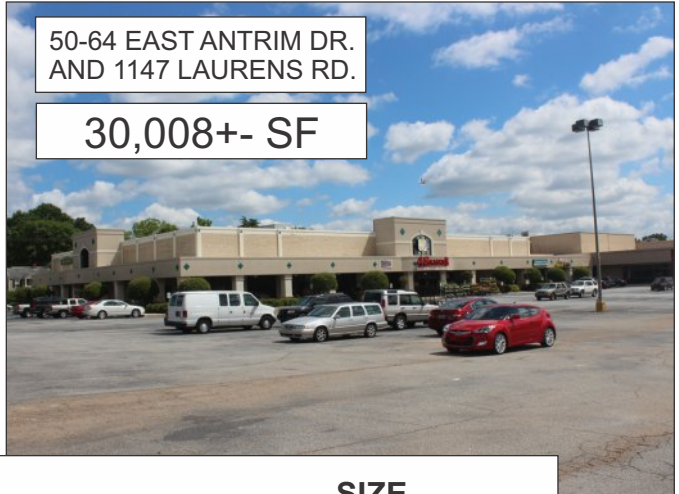 50-64 EAST ANTRIM DR.
AND 1147 LAURENS RD.
30,008+- SF
SIZE